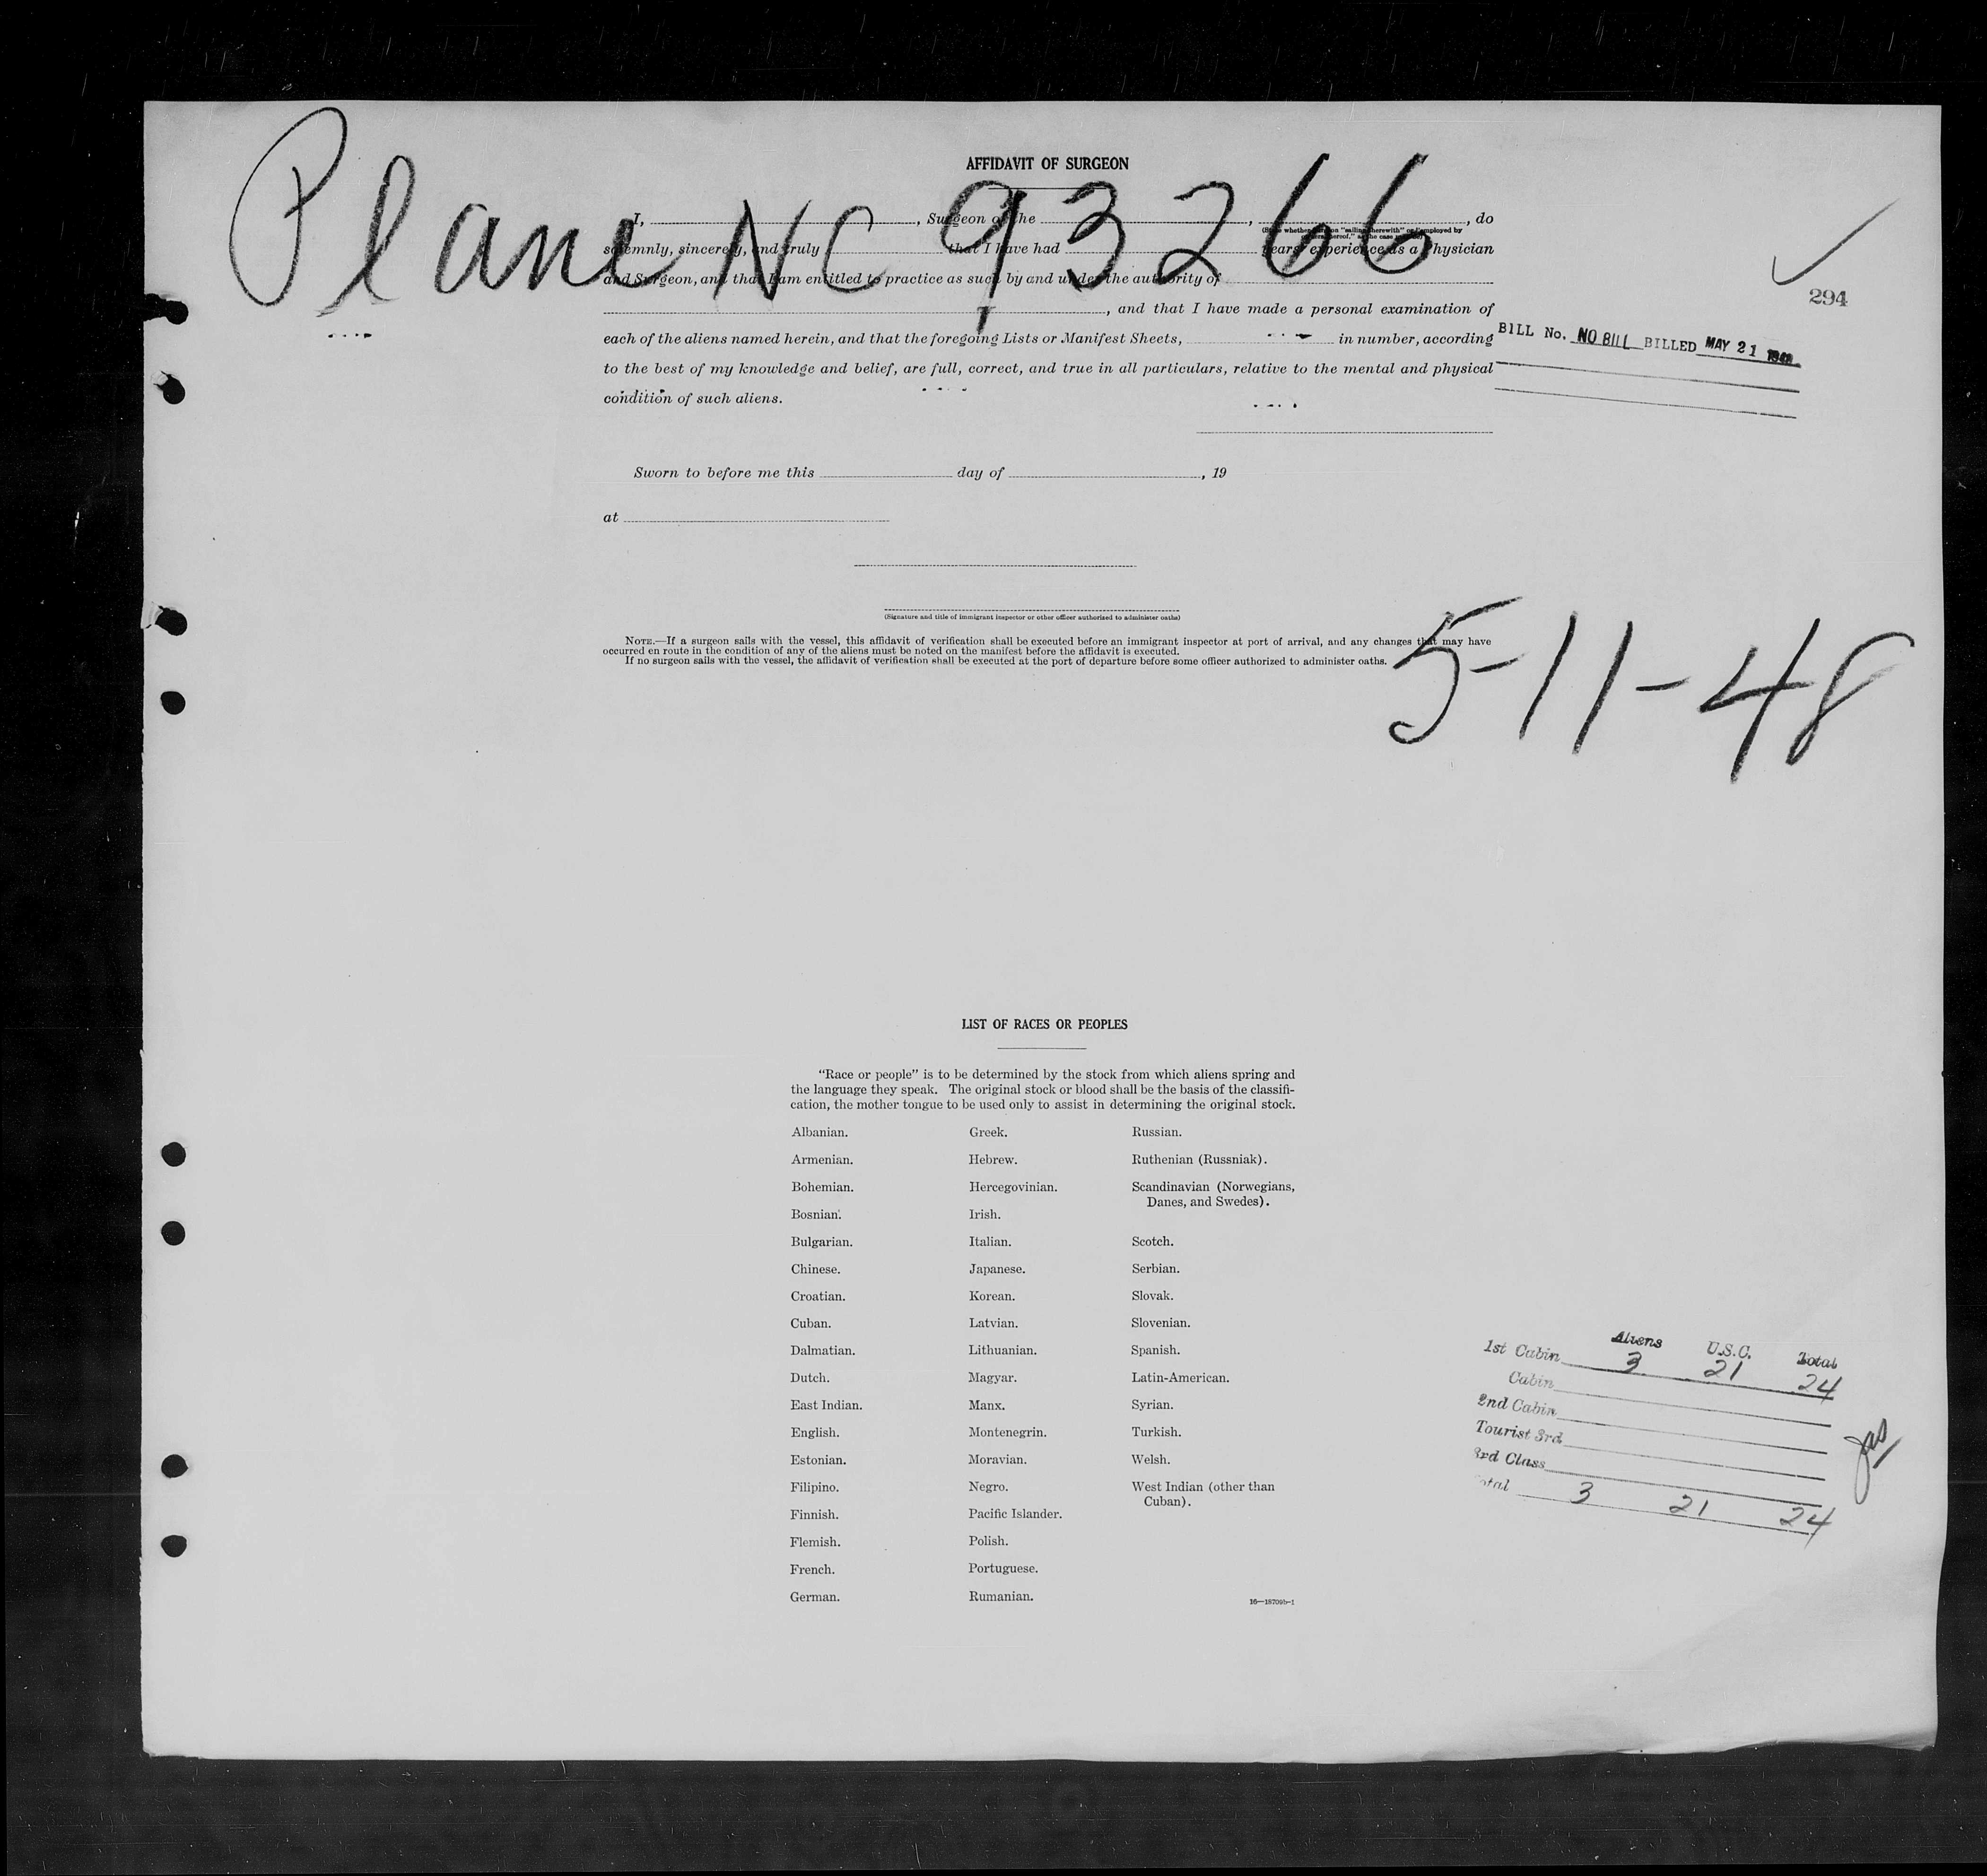 Plane NC 93266
AFFIDAVIT OF SURGEON
I, , Surgeon of the , , do
solemnly, sincerely, and truly that I have had years' experience as a Physician
and Surgeon, and that I am entitled to practice as such by and under the authority of
, and that I have made a personal examination of
each of the aliens named herein, and that the foregoing Lists or Manifest Sheets, in number, according
to the best of my knowledge and belief, are full, correct, and true in all particulars, relative to the mental and physical
condition of such aliens.
294
BILL No. NO BILL BILLED MAY 21
Sworn to before me this day of , 19
at
(Signature and title of immigrant inspector or other officer authorized to administer oaths)
NOTE.—If a surgeon sails with the vessel, this affidavit of verification shall be executed before an immigrant inspector at port of arrival, and any changes that may have
occurred en route in the condition of any of the aliens must be noted on the manifest before the affidavit is executed.
If no surgeon sails with the vessel, the affidavit of verification shall be executed at the port of departure before some officer authorized to administer oaths.
5-11-48
LIST OF RACES OR PEOPLES
"Race or people" is to be determined by the stock from which aliens spring and
the language they speak. The original stock or blood shall be the basis of the classifi-
cation, the mother tongue to be used only to assist in determining the original stock.
Albanian.
Armenian.
Bohemian.
Bosnian.
Bulgarian.
Chinese.
Croatian.
Cuban.
Dalmatian.
Dutch.
East Indian.
English.
Estonian.
Filipino.
Finnish.
Flemish.
French.
German.
Greek.
Hebrew.
Hercegovinian.
Irish.
Italian.
Japanese.
Korean.
Latvian.
Lithuanian.
Magyar.
Manx.
Montenegrin.
Moravian.
Negro.
Pacific Islander.
Polish.
Portuguese.
Rumanian.
Russian.
Ruthenian (Russniak).
Scandinavian (Norwegians,
Danes, and Swedes).
Scotch.
Serbian.
Slovak.
Slovenian.
Spanish.
Latin-American.
Syrian.
Turkish.
Welsh.
West Indian (other than
Cuban).
16—18709b-1
Aliens U.S.C. Total
1st Cabin 3 21 24
Cabin
2nd Cabin
Tourist 3rd
3rd Class
Total 3 21 24